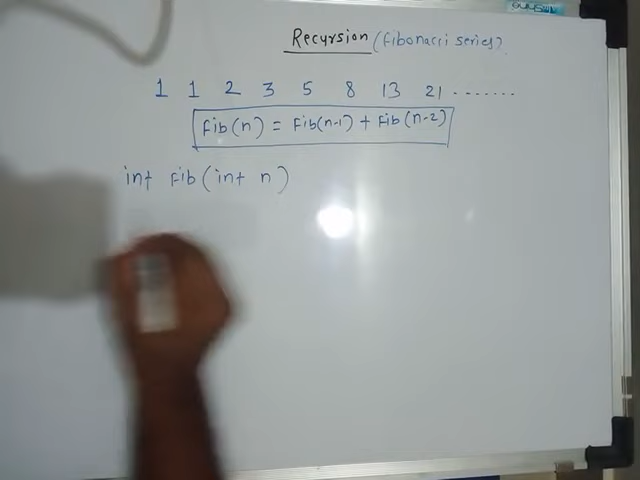 Recursion (Fibonacci series)
1 1 2 3 5 8 13 21 .......
Fib(n) = Fib(n-1) + Fib(n-2)
int Fib(int n)